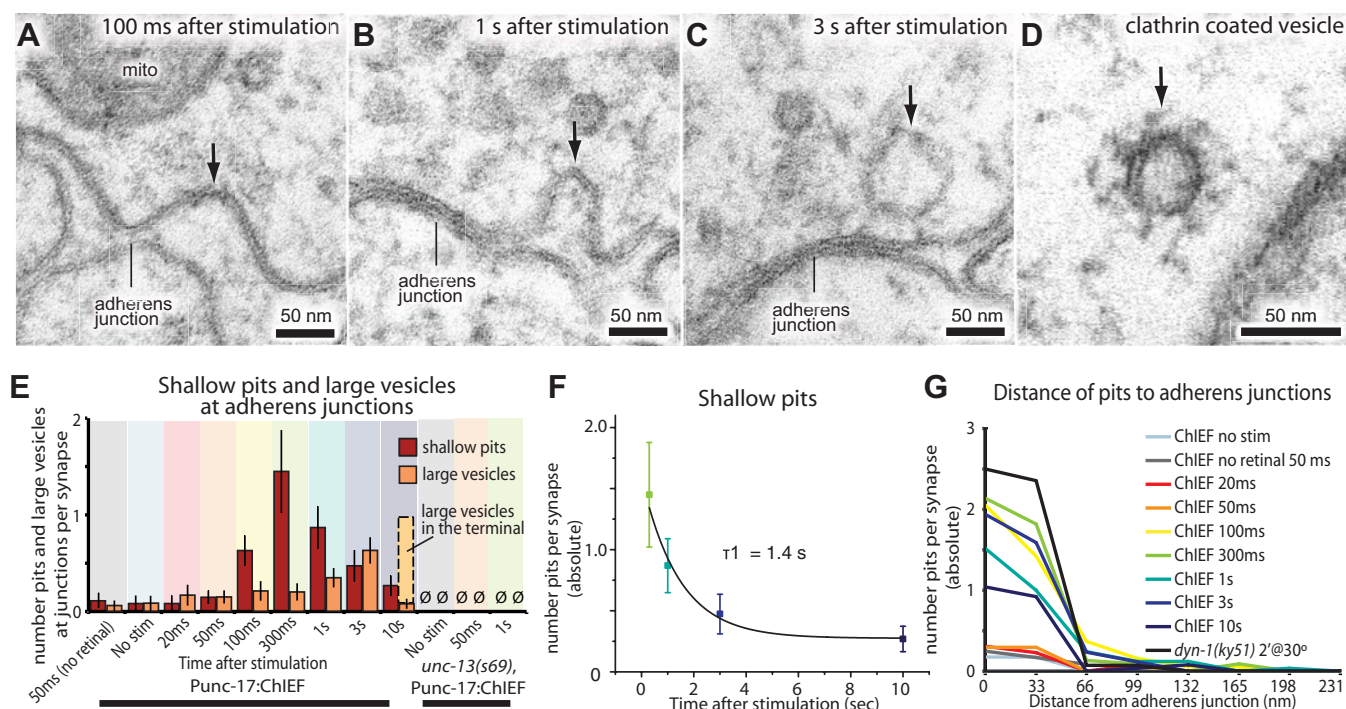 A
100 ms after stimulation
mito
adherens
junction
50 nm
B
1 s after stimulation
adherens
junction
50 nm
C
3 s after stimulation
adherens
junction
50 nm
D
clathrin coated vesicle
50 nm
E
Shallow pits and large vesicles
at adherens junctions
number pits and large vesicles
at junctions per synapse
2
1
0
shallow pits
large vesicles
large vesicles
in the terminal
Ø Ø Ø Ø Ø Ø
50ms (no retinal)
No stim
20ms
50ms
100ms
300ms
1s
3s
10s
No stim
50ms
1s
Time after stimulation
Punc-17:ChIEF
unc-13(s69),
Punc-17:ChIEF
F
Shallow pits
number pits per synapse
(absolute)
2.0
1.0
0.0
τ1 = 1.4 s
0 2 4 6 8 10
Time after stimulation (sec)
G
Distance of pits to adherens junctions
number pits per synapse
(absolute)
3
2
1
0
ChIEF no stim
ChIEF no retinal 50 ms
ChIEF 20ms
ChIEF 50ms
ChIEF 100ms
ChIEF 300ms
ChIEF 1s
ChIEF 3s
ChIEF 10s
dyn-1(ky51) 2'@30º
0 33 66 99 132 165 198 231
Distance from adherens junction (nm)